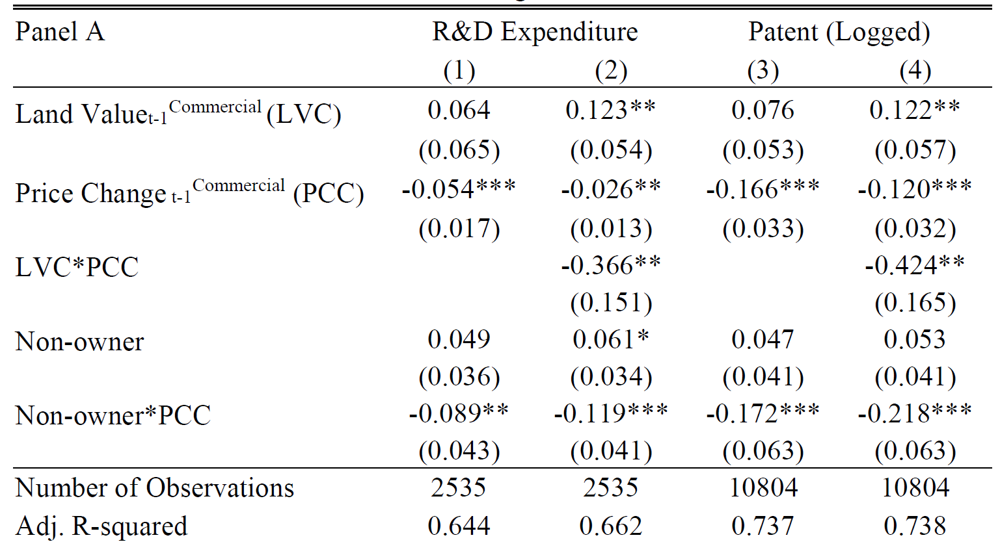 Panel A R&D Expenditure Patent (Logged)
(1) (2) (3) (4)
Land Value t-1 Commercial (LVC) 0.064 0.123** 0.076 0.122**
(0.065) (0.054) (0.053) (0.057)
Price Change t-1 Commercial (PCC) -0.054*** -0.026** -0.166*** -0.120***
(0.017) (0.013) (0.033) (0.032)
LVC*PCC -0.366** -0.424**
(0.151) (0.165)
Non-owner 0.049 0.061* 0.047 0.053
(0.036) (0.034) (0.041) (0.041)
Non-owner*PCC -0.089** -0.119*** -0.172*** -0.218***
(0.043) (0.041) (0.063) (0.063)
Number of Observations 2535 2535 10804 10804
Adj. R-squared 0.644 0.662 0.737 0.738